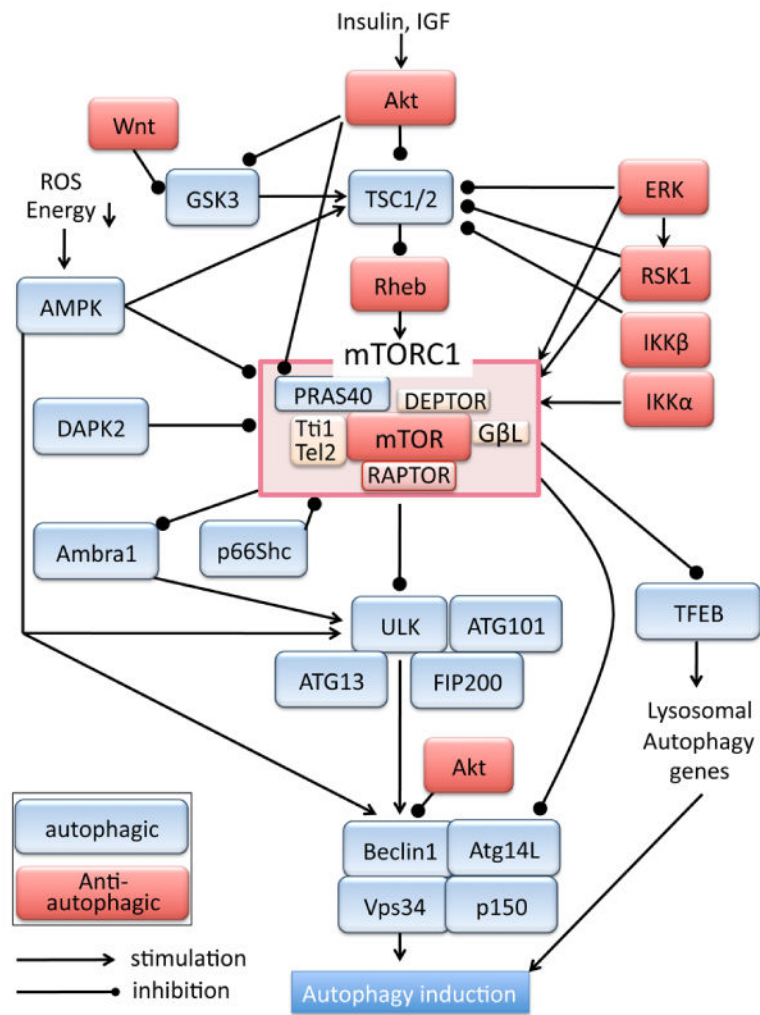 Insulin, IGF
Akt
Wnt
ROS
Energy
GSK3
TSC1/2
ERK
RSK1
AMPK
Rheb
IKKβ
mTORC1
IKKα
PRAS40
DEPTOR
DAPK2
Tti1
Tel2
mTOR
GβL
RAPTOR
Ambra1
p66Shc
ULK
ATG101
TFEB
ATG13
FIP200
Lysosomal
Autophagy
genes
Akt
autophagic
Beclin1
Atg14L
Anti-
autophagic
Vps34
p150
stimulation
inhibition
Autophagy induction